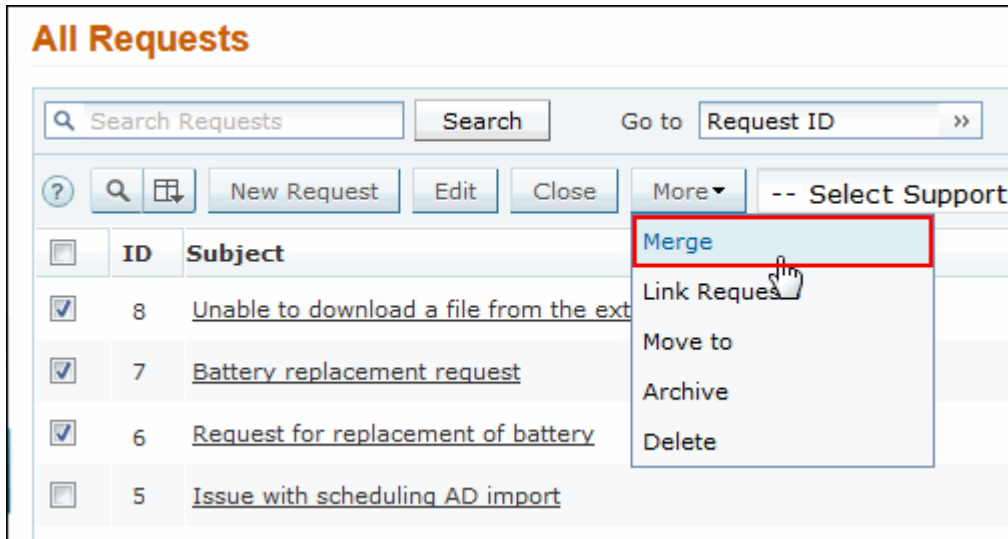 All Requests
Search Requests Search Go to Request ID »
? New Request Edit Close More -- Select Support
Merge
ID Subject
Link Reques
8 Unable to download a file from the ext
Move to
7 Battery replacement request
Archive
6 Request for replacement of battery
Delete
5 Issue with scheduling AD import